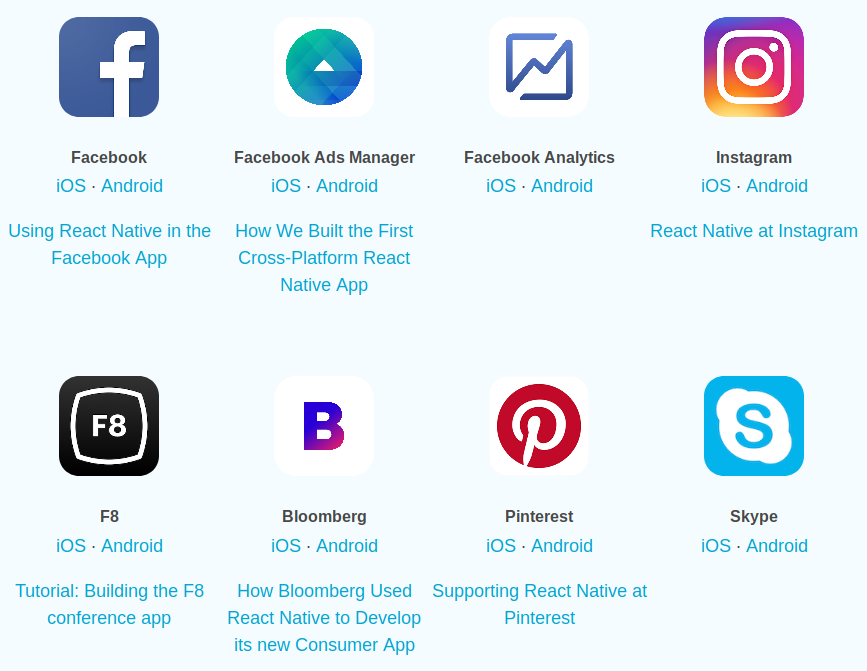 Facebook
iOS · Android
Using React Native in the
Facebook App
Facebook Ads Manager
iOS · Android
How We Built the First
Cross-Platform React
Native App
Facebook Analytics
iOS · Android
Instagram
iOS · Android
React Native at Instagram
F8
F8
iOS · Android
Tutorial: Building the F8
conference app
B
Bloomberg
iOS · Android
How Bloomberg Used
React Native to Develop
its new Consumer App
Pinterest
iOS · Android
Supporting React Native at
Pinterest
S
Skype
iOS · Android